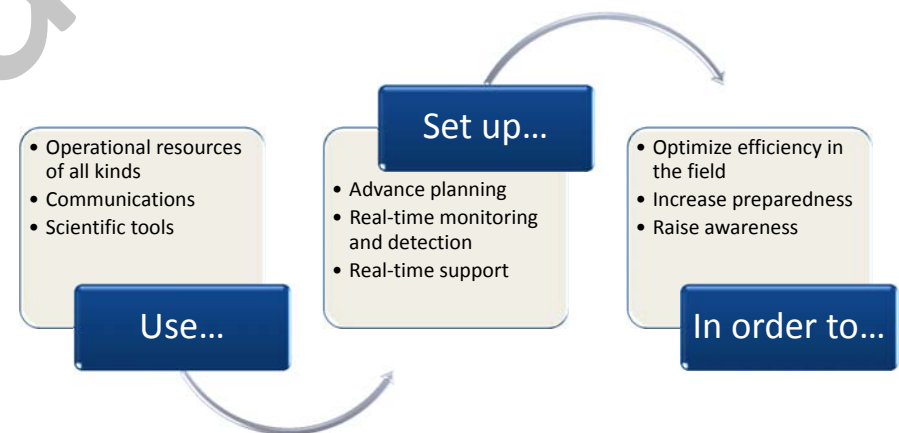 • Operational resources
of all kinds
• Communications
• Scientific tools
Use...
Set up...
• Advance planning
• Real-time monitoring
and detection
• Real-time support
• Optimize efficiency in
the field
• Increase preparedness
• Raise awareness
In order to...